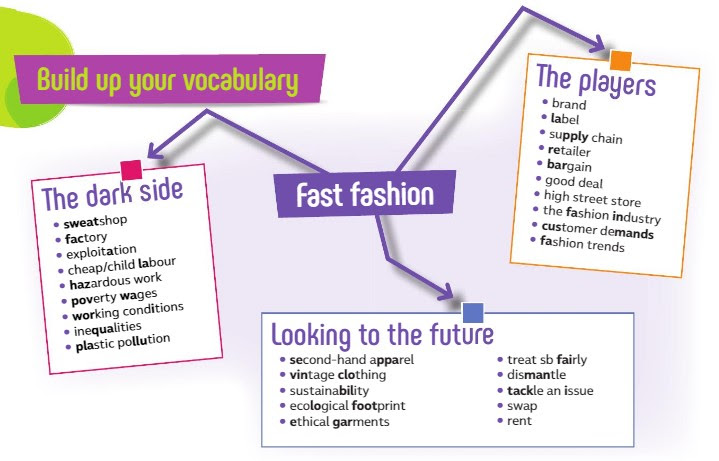 Build up your vocabulary
The players
• brand
• label
• supply chain
• retailer
• bargain
• good deal
• high street store
• the fashion industry
• customer demands
• fashion trends
The dark side
• sweatshop
• factory
• exploitation
• cheap/child labour
• hazardous work
• poverty wages
• working conditions
• inequalities
• plastic pollution
Fast fashion
Looking to the future
• second-hand apparel
• vintage clothing
• sustainability
• ecological footprint
• ethical garments
• treat sb fairly
• dismantle
• tackle an issue
• swap
• rent